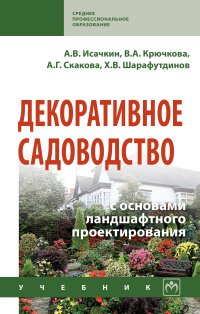 СРЕДНЕЕ
ПРОФЕССИОНАЛЬНОЕ
ОБРАЗОВАНИЕ
А.В. Исачкин, В.А. Крючкова,
А.Г. Скакова, Х.В. Шарафутдинов
ДЕКОРАТИВНОЕ
САДОВОДСТВО
с основами
ландшафтного
проектирования
УЧЕБНИК